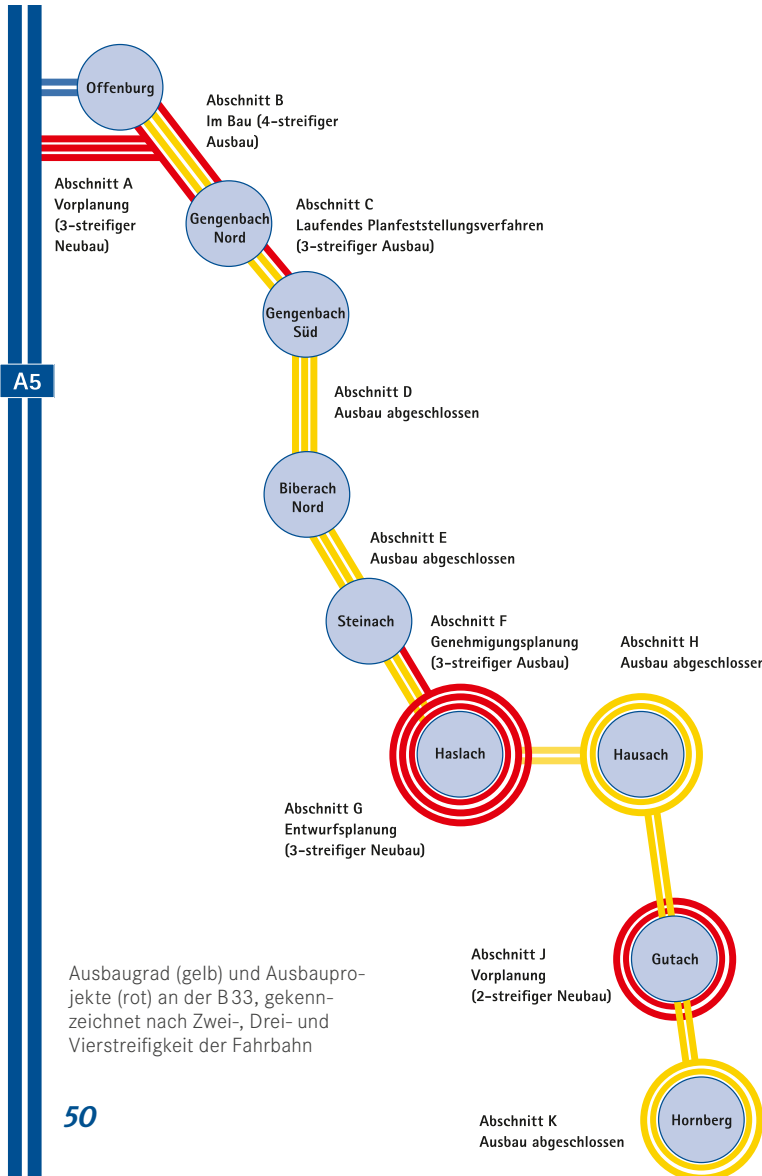 Offenburg
Abschnitt B
Im Bau (4-streifiger
Ausbau)
Abschnitt A
Vorplanung
(3-streifiger
Neubau)
Gengenbach
Nord
Abschnitt C
Laufendes Planfeststellungsverfahren
(3-streifiger Ausbau)
Gengenbach
Süd
A5
Abschnitt D
Ausbau abgeschlossen
Biberach
Nord
Abschnitt E
Ausbau abgeschlossen
Steinach
Abschnitt F
Genehmigungsplanung
(3-streifiger Ausbau)
Abschnitt H
Ausbau abgeschlossen
Haslach
Hausach
Abschnitt G
Entwurfsplanung
(3-streifiger Neubau)
Abschnitt J
Vorplanung
(2-streifiger Neubau)
Gutach
Ausbaugrad (gelb) und Ausbaupro-
jekte (rot) an der B 33, gekenn-
zeichnet nach Zwei-, Drei- und
Vierstreifigkeit der Fahrbahn
50
Abschnitt K
Ausbau abgeschlossen
Hornberg